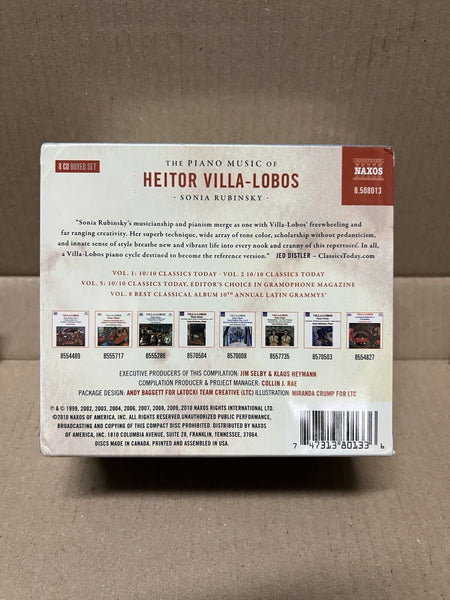 8 CD BOXED SET
THE PIANO MUSIC OF
HEITOR VILLA-LOBOS
· SONIA RUBINSKY ·
NAXOS
8.508013
"Sonia Rubinsky's musicianship and pianism merge as one with Villa-Lobos' freewheeling and
far ranging creativity. Her superb technique, wide array of tone color, scholarship without pedanticism,
and innate sense of style breathe new and vibrant life into every nook and cranny of this repertoire. In all,
a Villa-Lobos piano cycle destined to become the reference version." JED DISTLER – ClassicsToday.com
VOL. 1: 10/10 CLASSICS TODAY · VOL. 2 10/10 CLASSICS TODAY
VOL. 5: 10/10 CLASSICS TODAY, EDITOR'S CHOICE IN GRAMOPHONE MAGAZINE
VOL. 8 BEST CLASSICAL ALBUM 10TH ANNUAL LATIN GRAMMYS®
8554489 8555717 8555286 8570504 8570008 8557735 8570503 8554827
EXECUTIVE PRODUCERS OF THIS COMPILATION: JIM SELBY & KLAUS HEYMANN
COMPILATION PRODUCER & PROJECT MANAGER: COLLIN J. RAE
PACKAGE DESIGN: ANDY BAGGETT FOR LATOCKI TEAM CREATIVE (LTC) ILLUSTRATION: MIRANDA CRUMP FOR LTC
℗ & © 1999, 2002, 2003, 2004, 2006, 2007, 2008, 2009, 2010 NAXOS RIGHTS INTERNATIONAL LTD.
©2010 NAXOS OF AMERICA, INC. ALL RIGHTS RESERVED.UNAUTHORIZED PUBLIC PERFORMANCE,
BROADCASTING AND COPYING OF THIS COMPACT DISC PROHIBITED. DISTRIBUTED BY NAXOS
OF AMERICA, INC. 1810 COLUMBIA AVENUE, SUITE 28, FRANKLIN, TENNESSEE, 37064.
DISCS MADE IN CANADA. PRINTED AND ASSEMBLED IN USA.
7 47313 80133 6